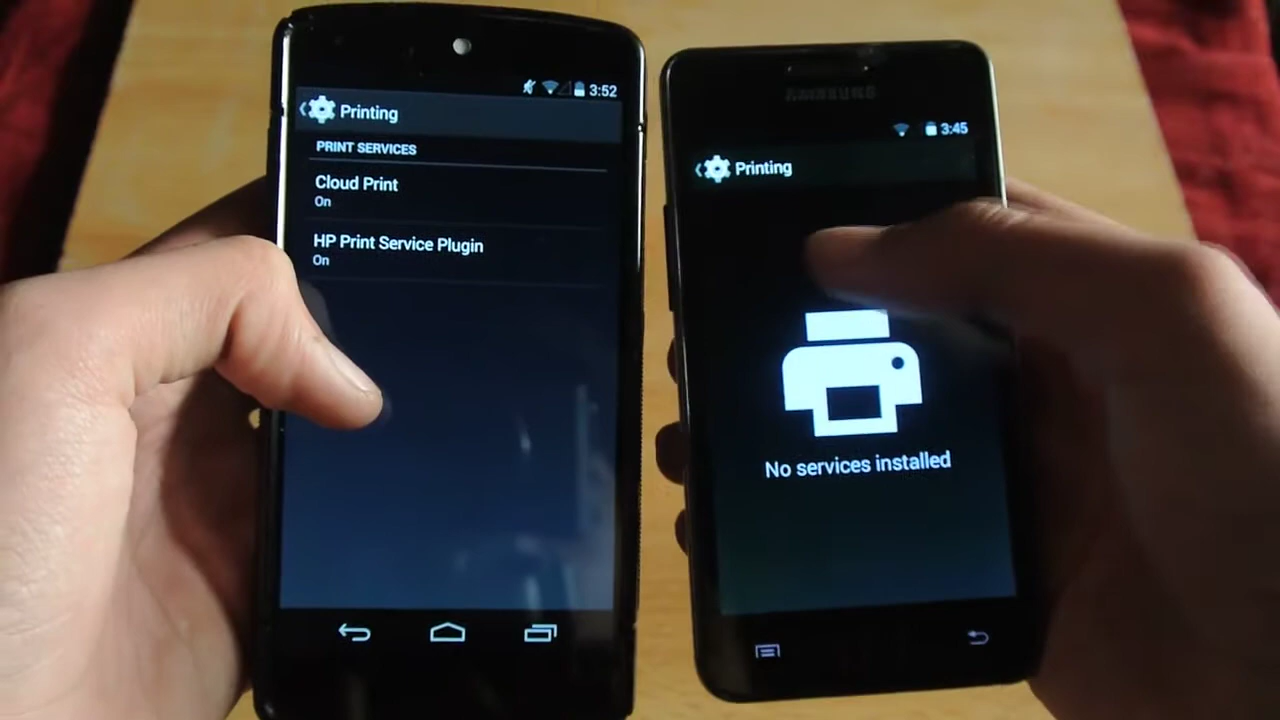 3:52
Printing
PRINT SERVICES
Cloud Print
On
HP Print Service Plugin
On
SAMSUNG
3:45
Printing
No services installed